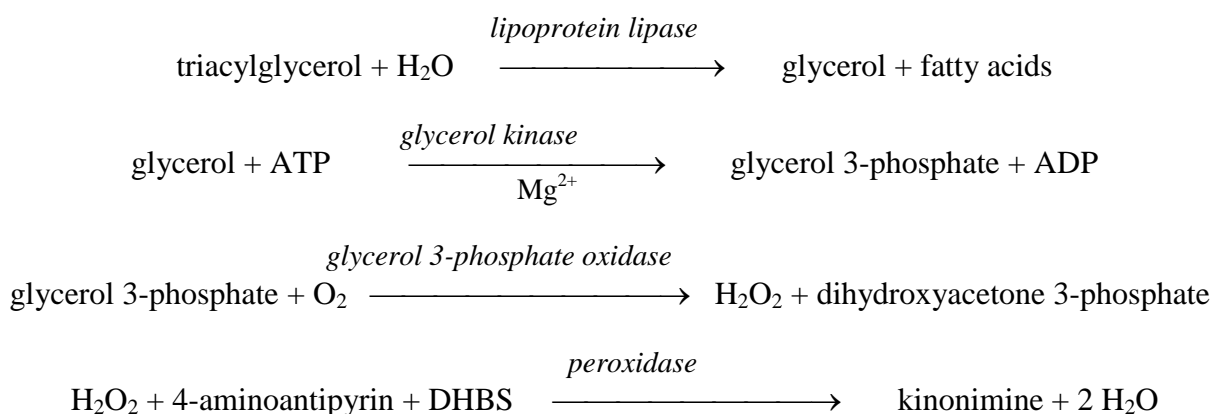 lipoprotein lipase
triacylglycerol + H₂O ⟶ glycerol + fatty acids
glycerol kinase
glycerol + ATP ⟶ glycerol 3-phosphate + ADP
Mg²⁺
glycerol 3-phosphate oxidase
glycerol 3-phosphate + O₂ ⟶ H₂O₂ + dihydroxyacetone 3-phosphate
peroxidase
H₂O₂ + 4-aminoantipyrin + DHBS ⟶ kinonimine + 2 H₂O